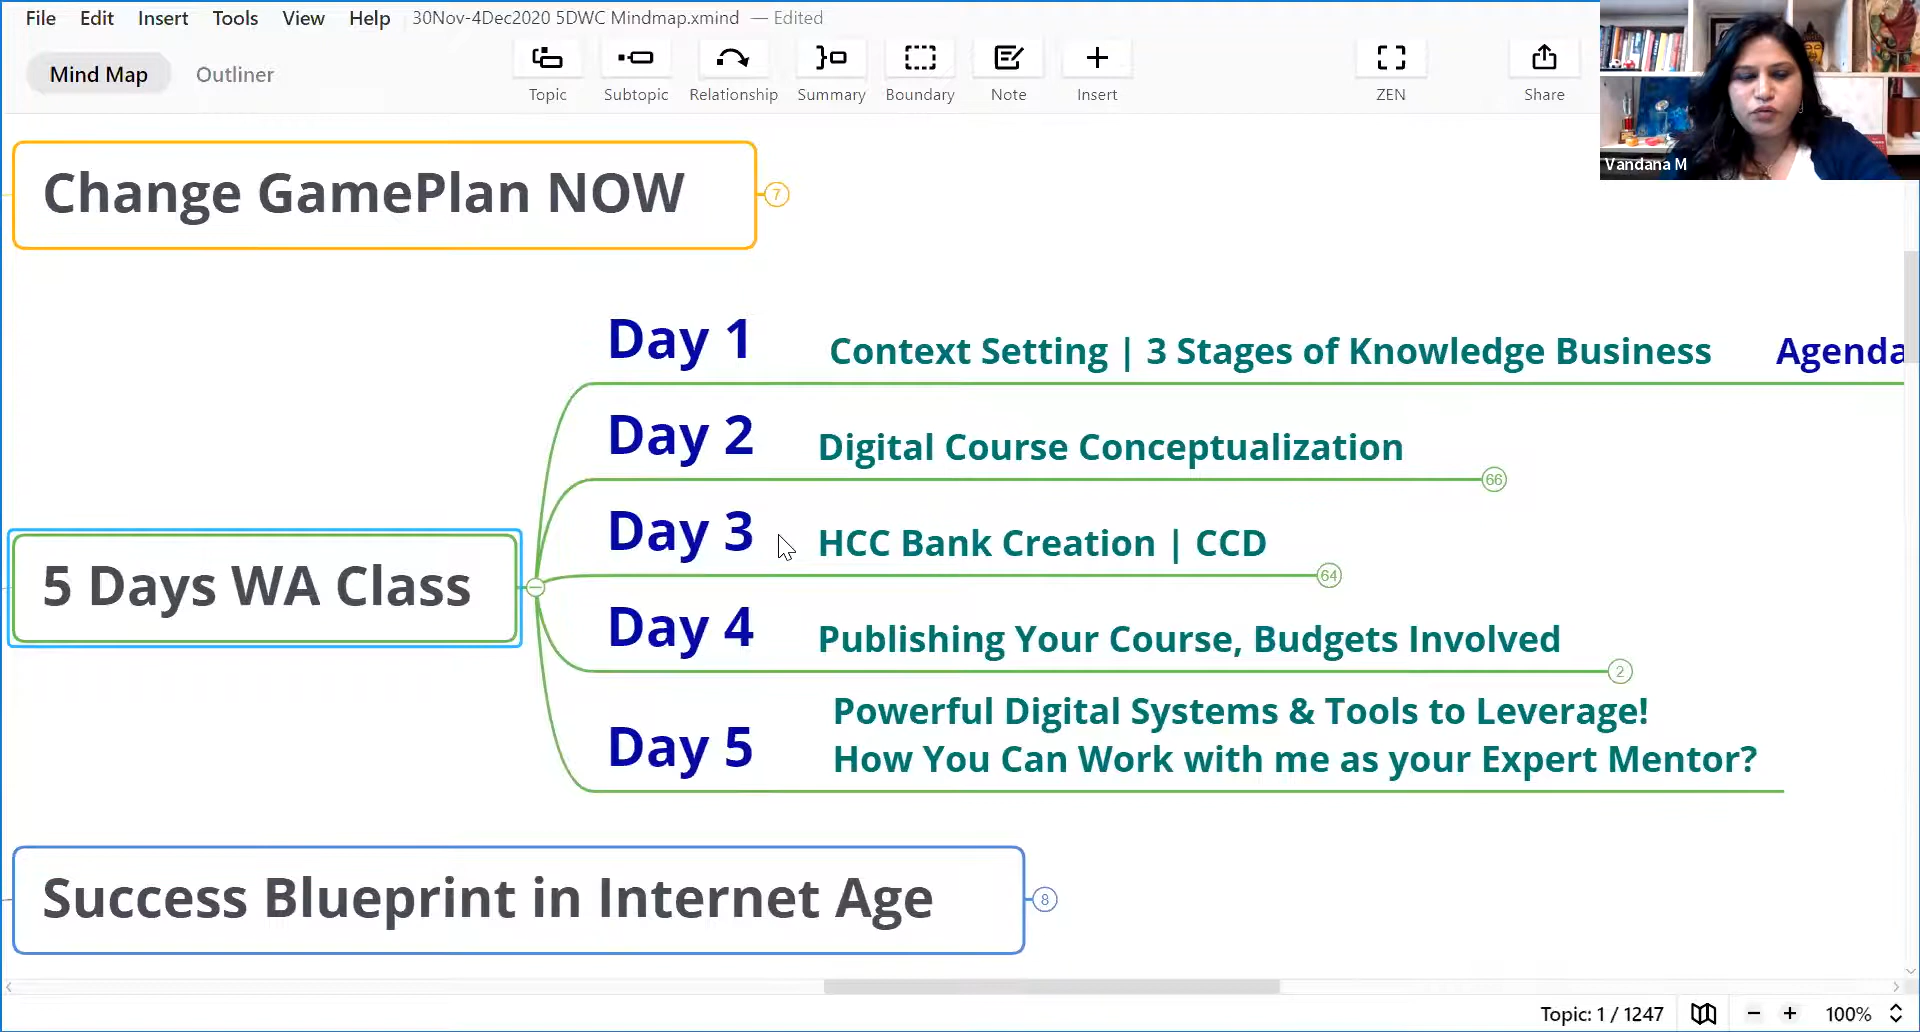 File Edit Insert Tools View Help 30Nov-4Dec2020 5DWC Mindmap.xmind — Edited
Mind Map Outliner
Topic Subtopic Relationship Summary Boundary Note Insert ZEN Share
Vandana M
Change GamePlan NOW 7
Day 1 Context Setting | 3 Stages of Knowledge Business Agenda
Day 2 Digital Course Conceptualization 66
Day 3 HCC Bank Creation | CCD 64
5 Days WA Class
Day 4 Publishing Your Course, Budgets Involved 2
Powerful Digital Systems & Tools to Leverage!
Day 5 How You Can Work with me as your Expert Mentor?
Success Blueprint in Internet Age 8
Topic: 1 / 1247 100%